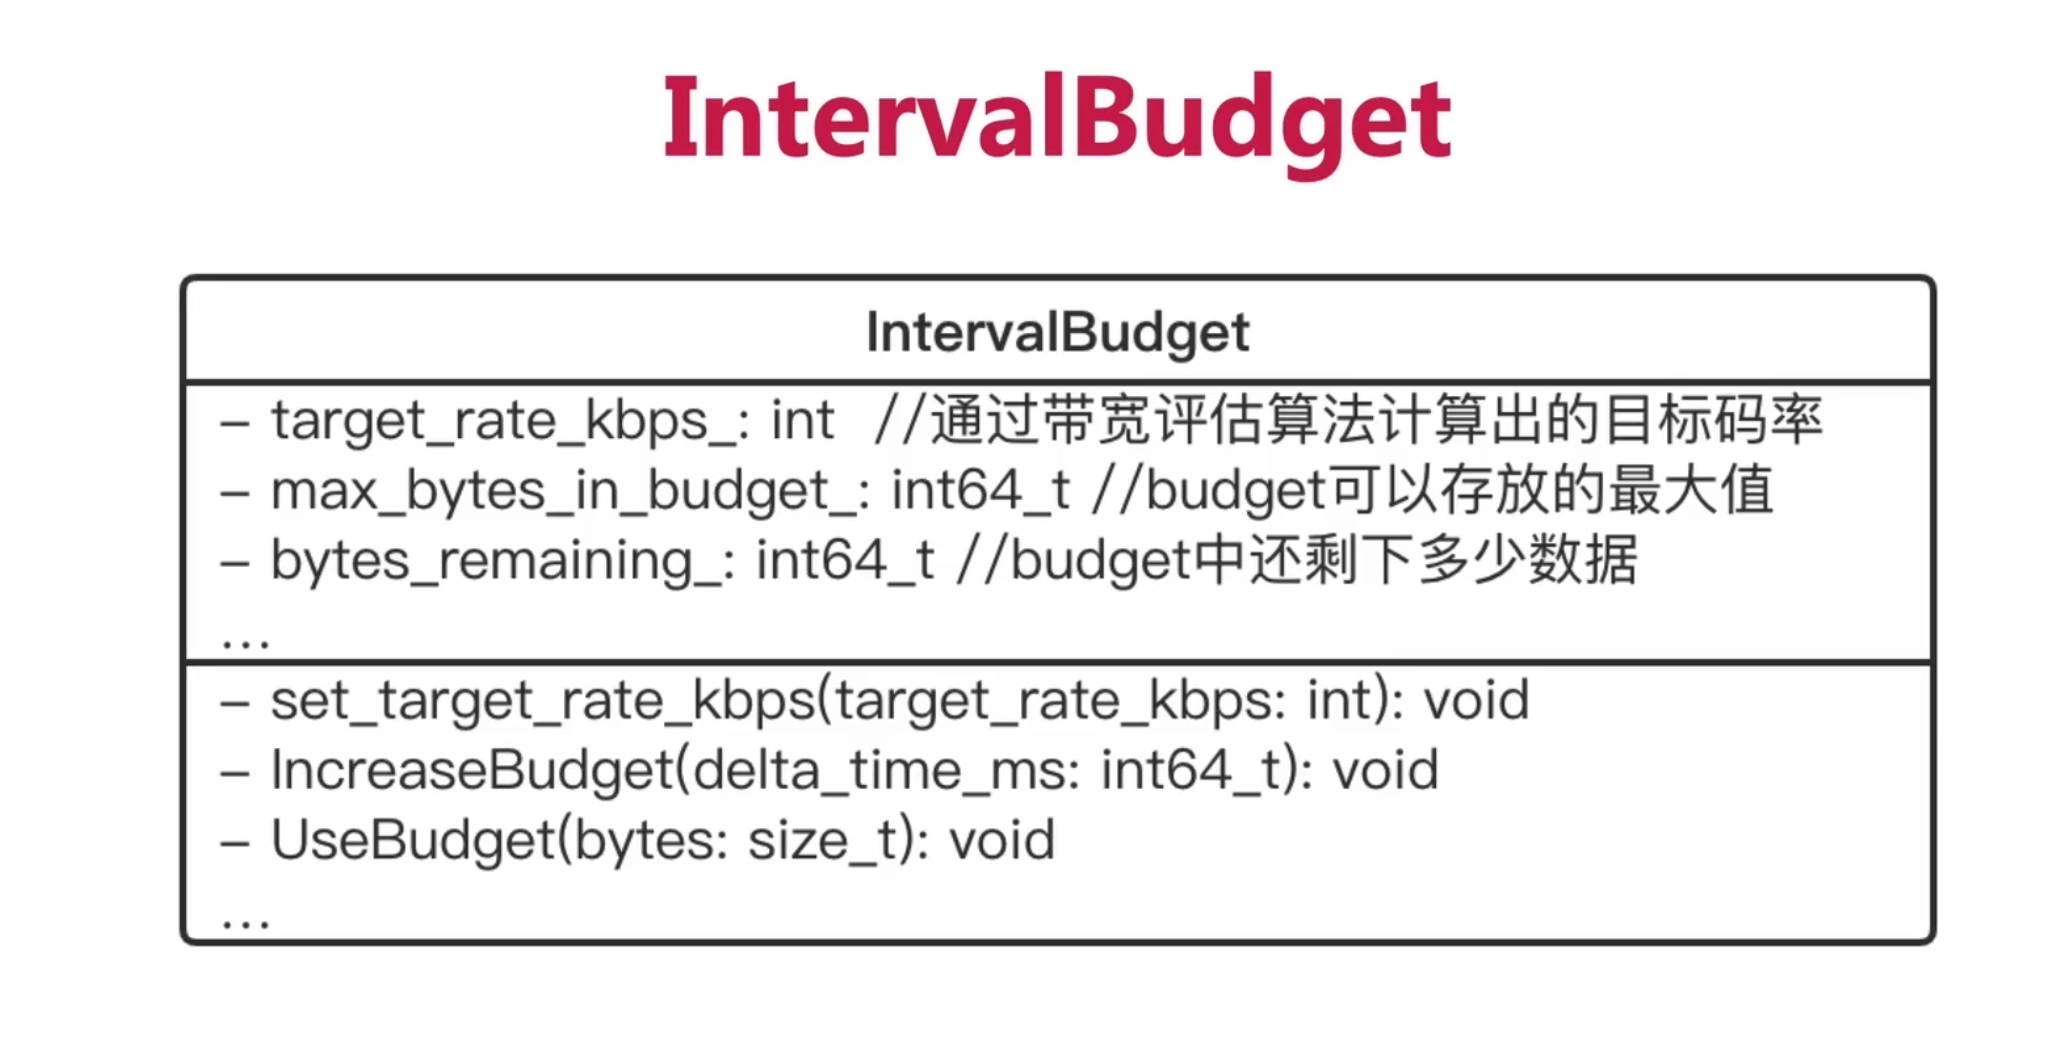 IntervalBudget
IntervalBudget
– target_rate_kbps_: int //通过带宽评估算法计算出的目标码率
– max_bytes_in_budget_: int64_t //budget可以存放的最大值
– bytes_remaining_: int64_t //budget中还剩下多少数据
...
– set_target_rate_kbps(target_rate_kbps: int): void
– IncreaseBudget(delta_time_ms: int64_t): void
– UseBudget(bytes: size_t): void
...